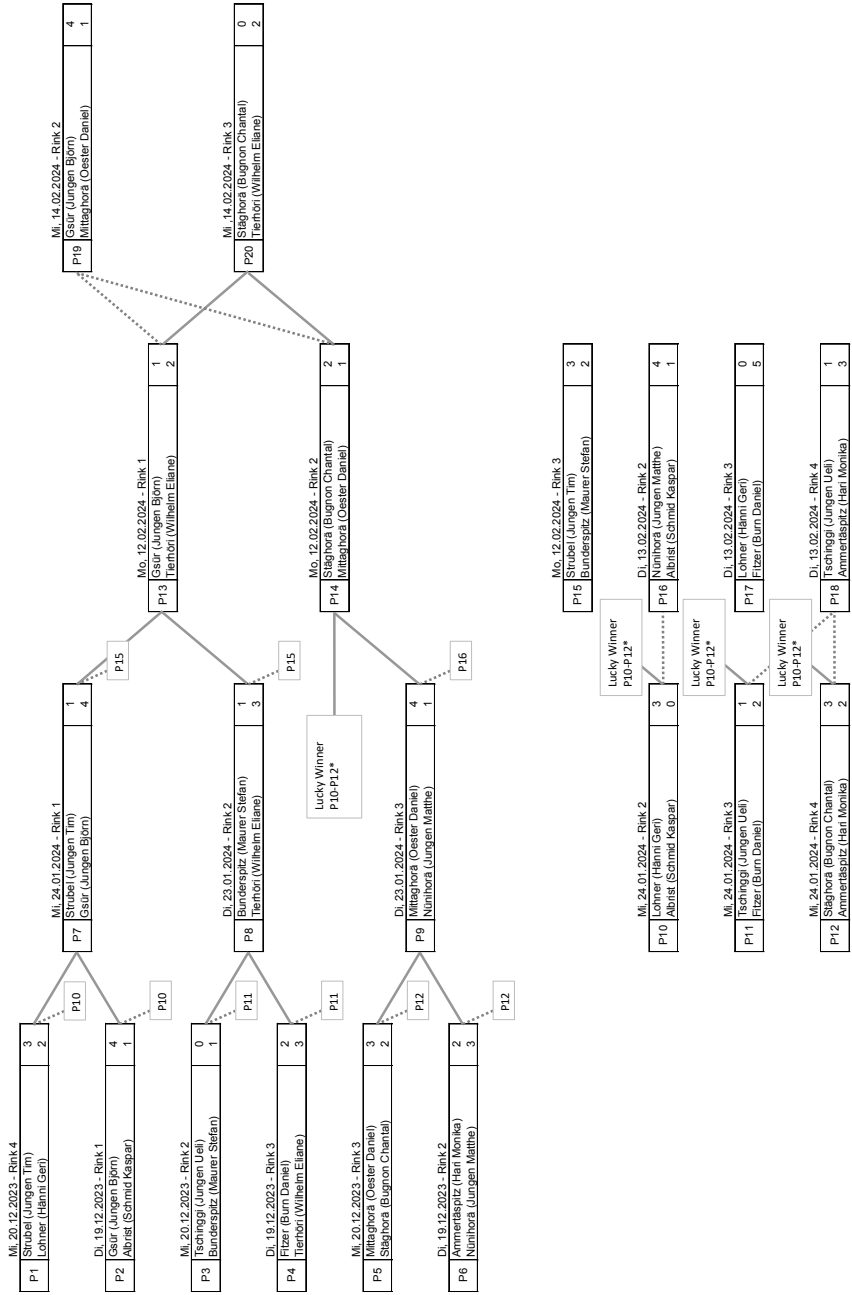 Mi, 20.12.2023 - Rink 4
P1 Strubel (Jungen Tim) 3
Lohner (Hänni Geri) 2
P10
Di, 19.12.2023 - Rink 1
P2 Gsür (Jungen Björn) 4
Albrist (Schmid Kaspar) 1
P10
Mi, 20.12.2023 - Rink 2
P3 Tschinggi (Jungen Ueli) 0
Bunderspitz (Maurer Stefan) 1
P11
Di, 19.12.2023 - Rink 3
P4 Fitzer (Burn Daniel) 2
Tierhöri (Wilhelm Eliane) 3
P11
Mi, 20.12.2023 - Rink 3
P5 Mittaghorä (Oester Daniel) 3
Stäghorä (Bugnon Chantal) 2
P12
Di, 19.12.2023 - Rink 2
P6 Ammertäspitz (Hari Monika) 2
Nünihorä (Jungen Matthe) 3
P12
Mi, 24.01.2024 - Rink 1
P7 Strubel (Jungen Tim) 1
Gsür (Jungen Björn) 4
P15
Di, 23.01.2024 - Rink 2
P8 Bunderspitz (Maurer Stefan) 1
Tierhöri (Wilhelm Eliane) 3
P15
Lucky Winner
P10-P12*
Di, 23.01.2024 - Rink 3
P9 Mittaghorä (Oester Daniel) 4
Nünihorä (Jungen Matthe) 1
P16
Mi, 24.01.2024 - Rink 2
P10 Lohner (Hänni Geri) 3
Albrist (Schmid Kaspar) 0
Mi, 24.01.2024 - Rink 3
P11 Tschinggi (Jungen Ueli) 1
Fitzer (Burn Daniel) 2
Mi, 24.01.2024 - Rink 4
P12 Stäghorä (Bugnon Chantal) 3
Ammertäspitz (Hari Monika) 2
Lucky Winner
P10-P12*
Lucky Winner
P10-P12*
Lucky Winner
P10-P12*
Mo, 12.02.2024 - Rink 1
P13 Gsür (Jungen Björn) 1
Tierhöri (Wilhelm Eliane) 2
Mo, 12.02.2024 - Rink 2
P14 Stäghorä (Bugnon Chantal) 2
Mittaghorä (Oester Daniel) 1
Mo, 12.02.2024 - Rink 3
P15 Strubel (Jungen Tim) 3
Bunderspitz (Maurer Stefan) 2
Di, 13.02.2024 - Rink 2
P16 Nünihorä (Jungen Matthe) 4
Albrist (Schmid Kaspar) 1
Di, 13.02.2024 - Rink 3
P17 Lohner (Hänni Geri) 0
Fitzer (Burn Daniel) 5
Di, 13.02.2024 - Rink 4
P18 Tschinggi (Jungen Ueli) 1
Ammertäspitz (Hari Monika) 3
Mi, 14.02.2024 - Rink 2
P19 Gsür (Jungen Björn) 4
Mittaghorä (Oester Daniel) 1
Mi ,14.02.2024 - Rink 3
P20 Stäghorä (Bugnon Chantal) 0
Tierhöri (Wilhelm Eliane) 2